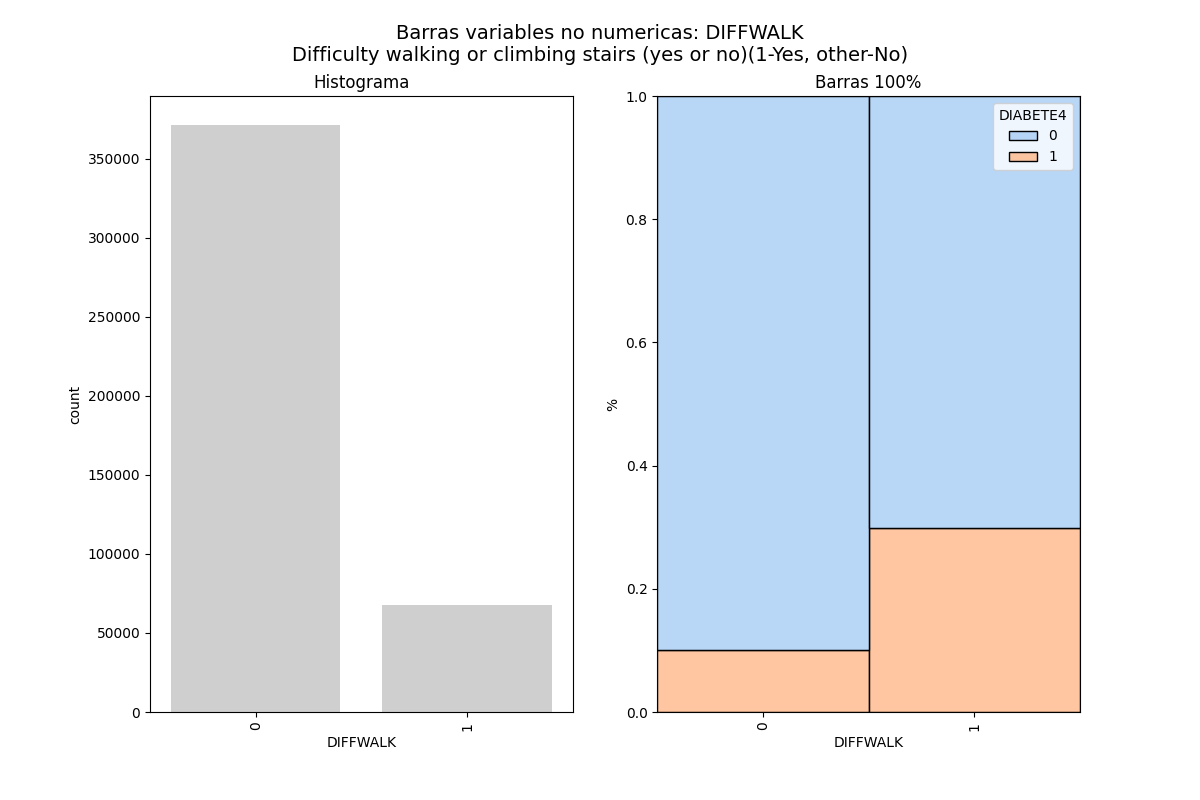 Barras variables no numericas: DIFFWALK
Difficulty walking or climbing stairs (yes or no)(1-Yes, other-No)
Histograma
350000
300000
250000
200000
150000
100000
50000
0
count
0
1
DIFFWALK
Barras 100%
1.0
0.8
0.6
0.4
0.2
0.0
%
DIABETE4
0
1
0
1
DIFFWALK